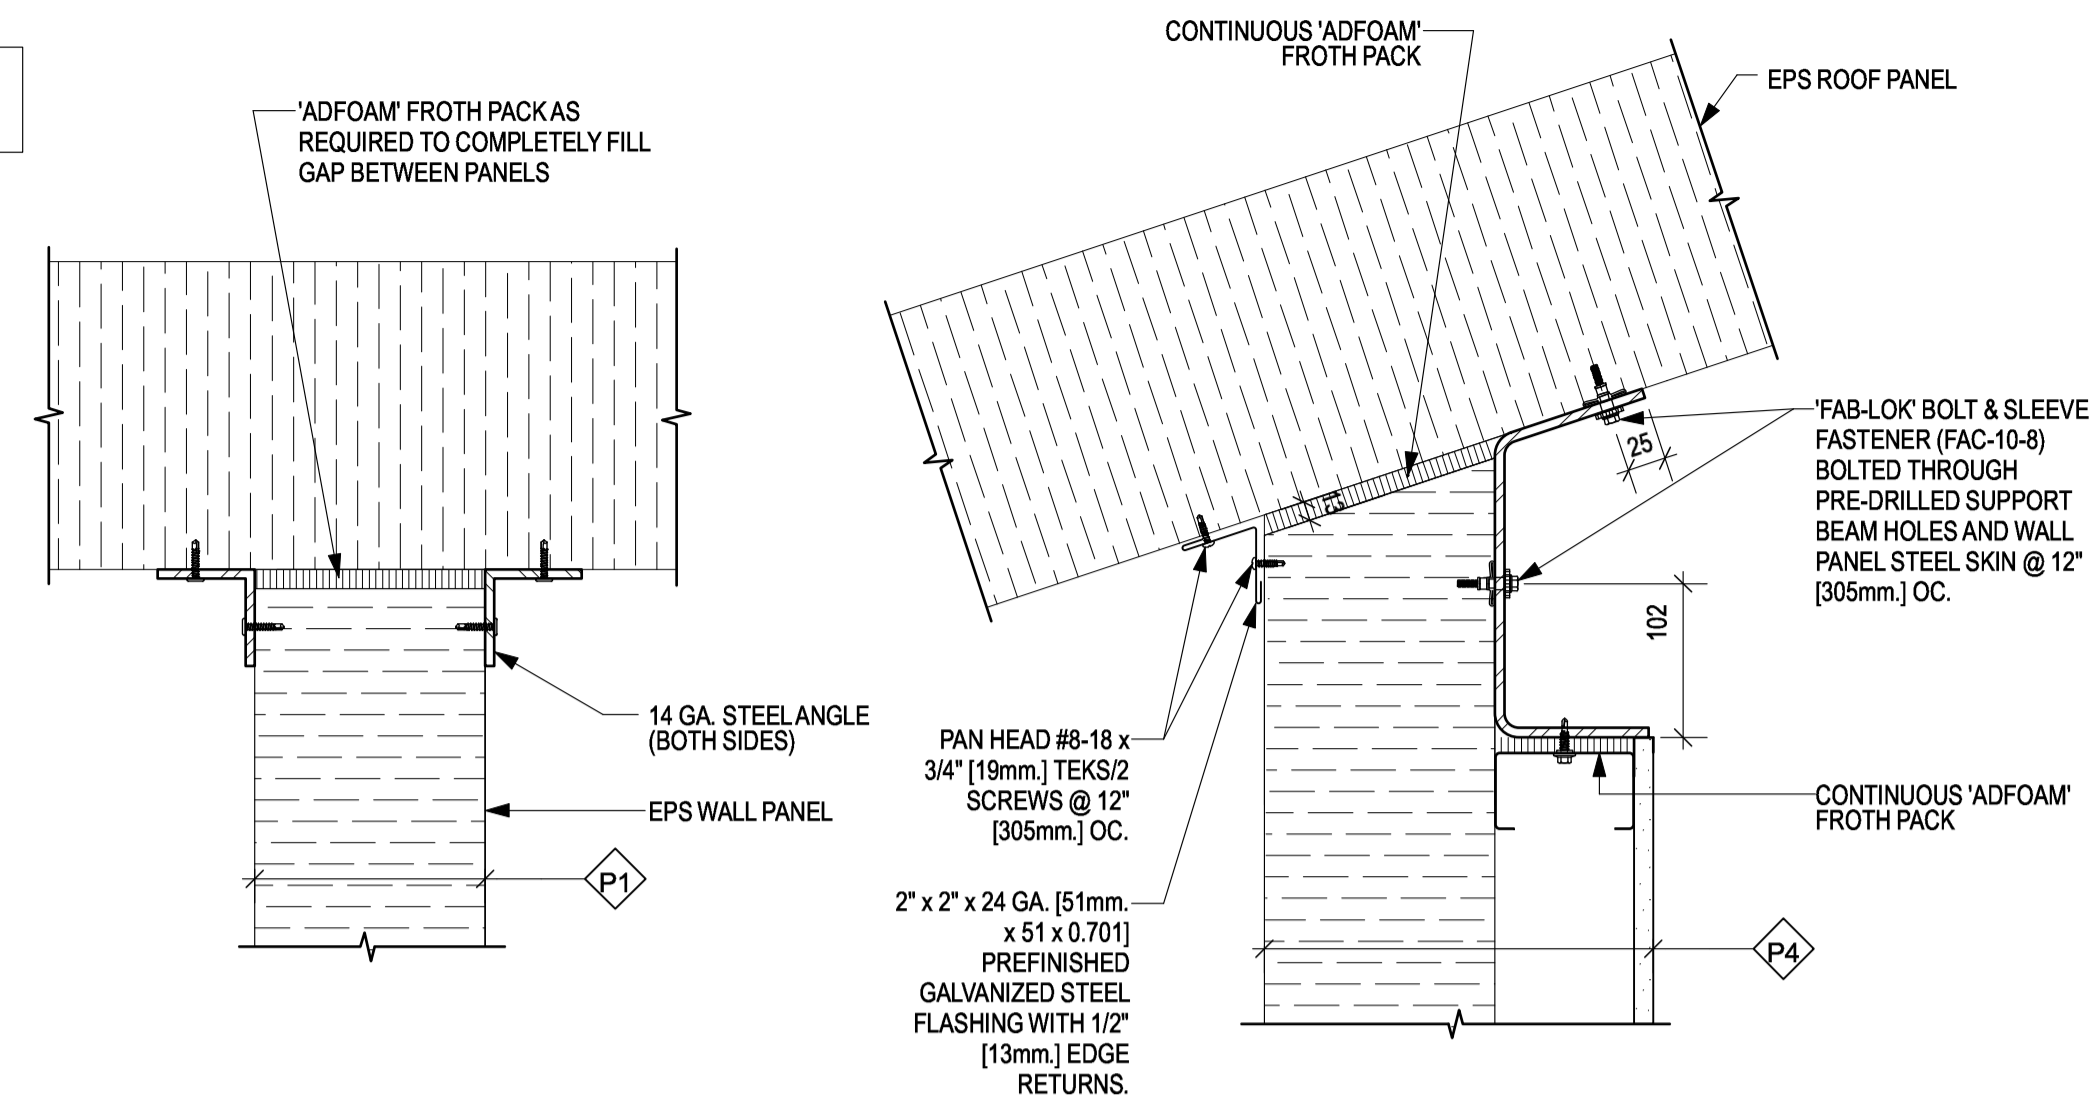 'ADFOAM' FROTH PACK AS
REQUIRED TO COMPLETELY FILL
GAP BETWEEN PANELS
14 GA. STEEL ANGLE
(BOTH SIDES)
EPS WALL PANEL
P1
CONTINUOUS 'ADFOAM'
FROTH PACK
EPS ROOF PANEL
'FAB-LOK' BOLT & SLEEVE
FASTENER (FAC-10-8)
BOLTED THROUGH
PRE-DRILLED SUPPORT
BEAM HOLES AND WALL
PANEL STEEL SKIN @ 12"
[305mm.] OC.
25
13
102
PAN HEAD #8-18 x
3/4" [19mm.] TEKS/2
SCREWS @ 12"
[305mm.] OC.
CONTINUOUS 'ADFOAM'
FROTH PACK
2" x 2" x 24 GA. [51mm.
x 51 x 0.701]
PREFINISHED
GALVANIZED STEEL
FLASHING WITH 1/2"
[13mm.] EDGE
RETURNS.
P4